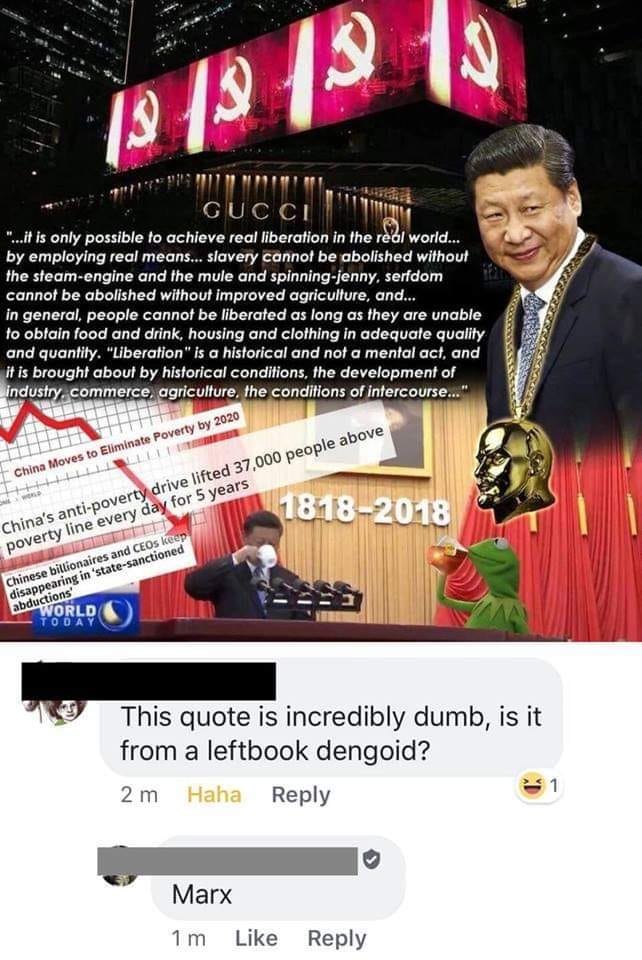 GUCCI
"...it is only possible to achieve real liberation in the real world...
by employing real means... slavery cannot be abolished without
the steam-engine and the mule and spinning-jenny, serfdom
cannot be abolished without improved agriculture, and...
in general, people cannot be liberated as long as they are unable
to obtain food and drink, housing and clothing in adequate quality
and quantity. "Liberation" is a historical and not a mental act, and
it is brought about by historical conditions, the development of
industry, commerce, agriculture, the conditions of intercourse..."
China Moves to Eliminate Poverty by 2020
WORLD
China's anti-poverty drive lifted 37,000 people above
poverty line every day for 5 years
1818-2018
Chinese billionaires and CEOs keep
disappearing in 'state-sanctioned
abductions'
WORLD
TODAY
This quote is incredibly dumb, is it
from a leftbook dengoid?
2 m Haha Reply
1
Marx
1 m Like Reply